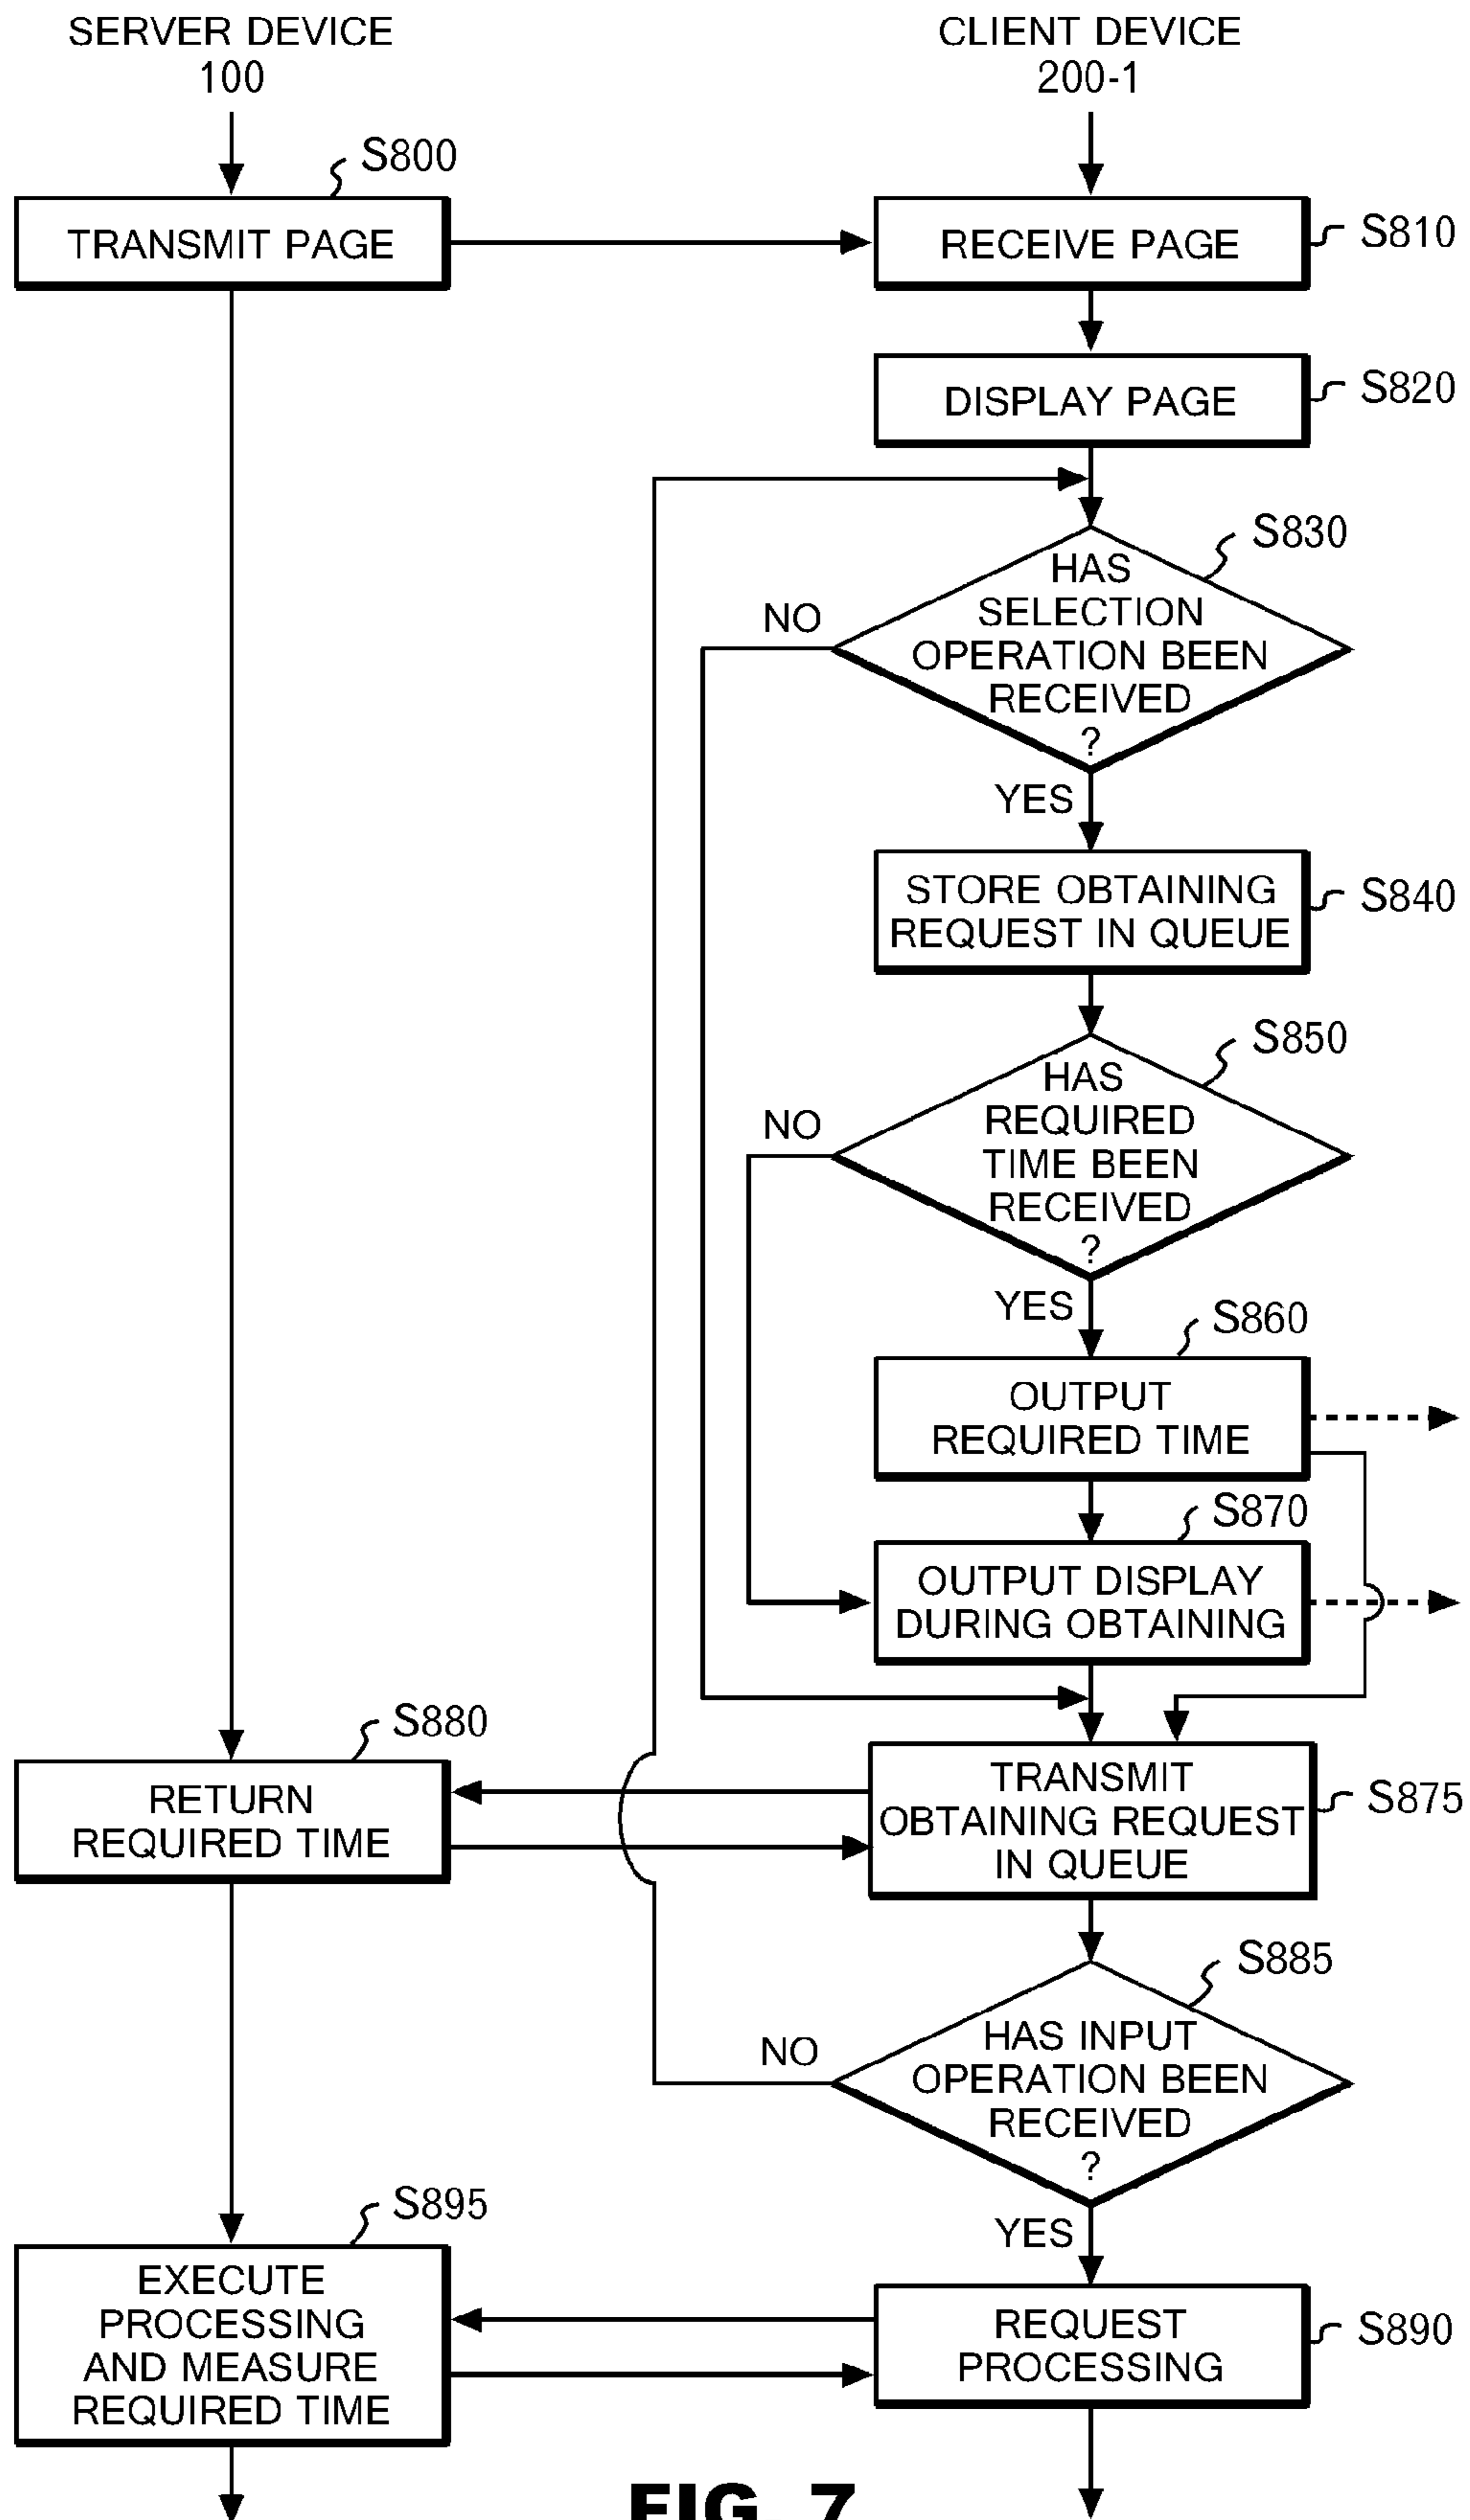 SERVER DEVICE
100
CLIENT DEVICE
200-1
S800
TRANSMIT PAGE
RECEIVE PAGE
S810
DISPLAY PAGE
S820
S830
HAS
SELECTION
OPERATION BEEN
RECEIVED
?
NO
YES
STORE OBTAINING
REQUEST IN QUEUE
S840
S850
HAS
REQUIRED
TIME BEEN
RECEIVED
?
NO
YES
S860
OUTPUT
REQUIRED TIME
S870
OUTPUT DISPLAY
DURING OBTAINING
S880
RETURN
REQUIRED TIME
TRANSMIT
OBTAINING REQUEST
IN QUEUE
S875
S885
HAS INPUT
OPERATION BEEN
RECEIVED
?
NO
YES
S895
EXECUTE
PROCESSING
AND MEASURE
REQUIRED TIME
REQUEST
PROCESSING
S890
FIG. 7